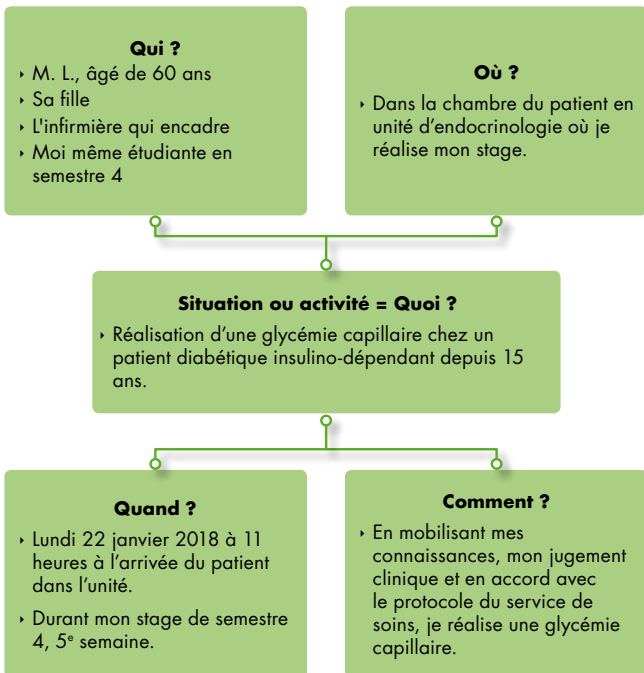 Qui ?
‣ M. L., âgé de 60 ans
‣ Sa fille
‣ L'infirmière qui encadre
‣ Moi même étudiante en
semestre 4
Où ?
‣ Dans la chambre du patient en
unité d’endocrinologie où je
réalise mon stage.
Situation ou activité = Quoi ?
‣ Réalisation d’une glycémie capillaire chez un
patient diabétique insulino-dépendant depuis 15
ans.
Quand ?
‣ Lundi 22 janvier 2018 à 11
heures à l’arrivée du patient
dans l’unité.
‣ Durant mon stage de semestre
4, 5e semaine.
Comment ?
‣ En mobilisant mes
connaissances, mon jugement
clinique et en accord avec
le protocole du service de
soins, je réalise une glycémie
capillaire.